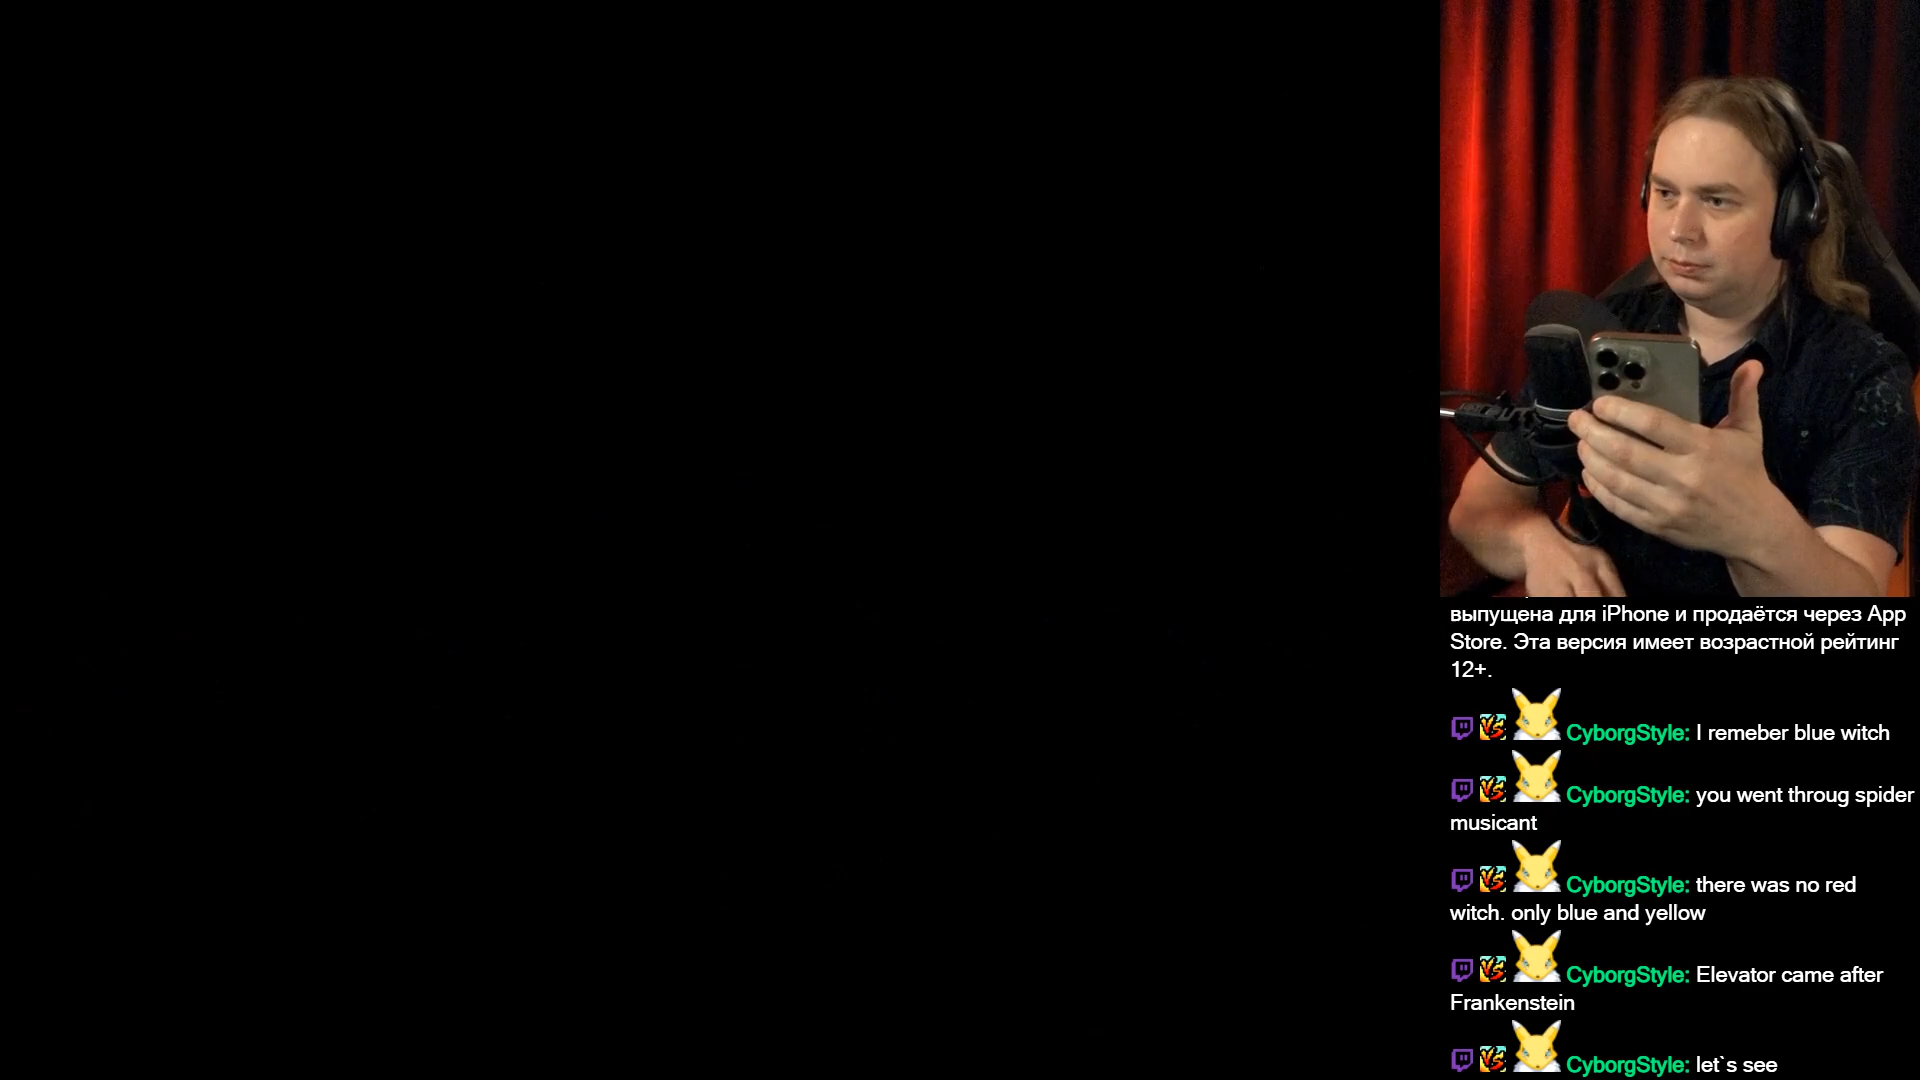 выпущена для iPhone и продаётся через App
Store. Эта версия имеет возрастной рейтинг
12+.
CyborgStyle: I remeber blue witch
CyborgStyle: you went throug spider
musicant
CyborgStyle: there was no red
witch. only blue and yellow
CyborgStyle: Elevator came after
Frankenstein
CyborgStyle: let`s see